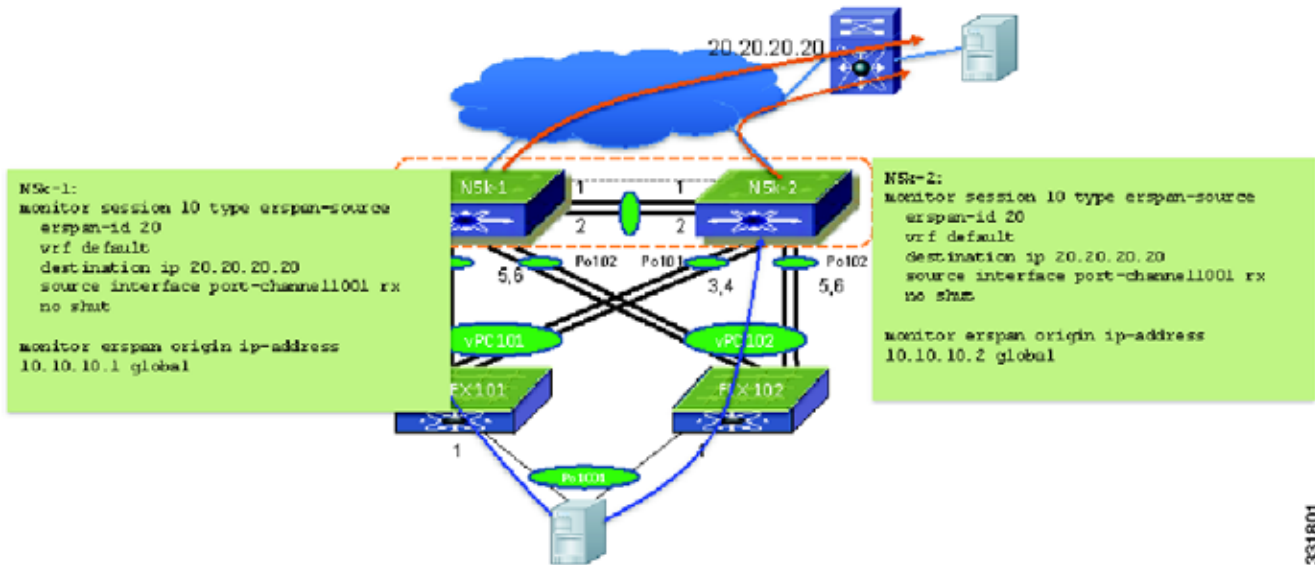 20.20.20.20
N5k-1:
monitor session 10 type erspan-source
erspan-id 20
vrf default
destination ip 20.20.20.20
source interface port-channel1001 rx
no shut
monitor erspan origin ip-address
10.10.10.1 global
N5k-1
1
1
N5k-2
2
2
N5k-2:
monitor session 10 type erspan-source
erspan-id 20
vrf default
destination ip 20.20.20.20
source interface port-channel1001 rx
no shut
monitor erspan origin ip-address
10.10.10.2 global
5,6
Po102
Po101
3,4
Po102
5,6
vPC101
vPC102
EX101
FEX102
1
1
Po1001
331801